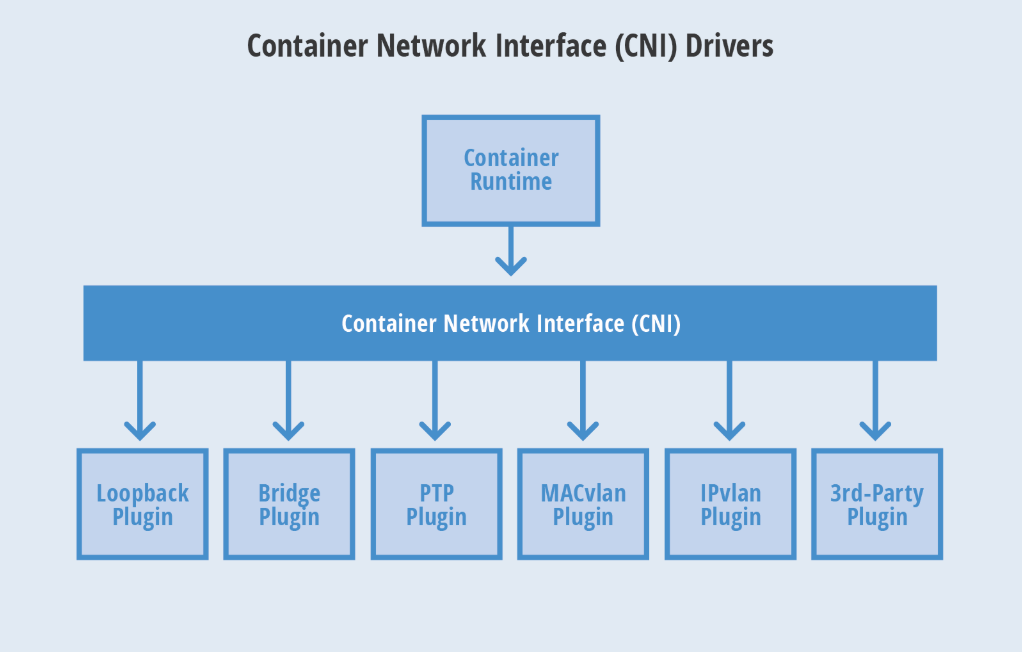 Container Network Interface (CNI) Drivers
Container
Runtime
Container Network Interface (CNI)
Loopback
Plugin
Bridge
Plugin
PTP
Plugin
MACvlan
Plugin
IPvlan
Plugin
3rd-Party
Plugin